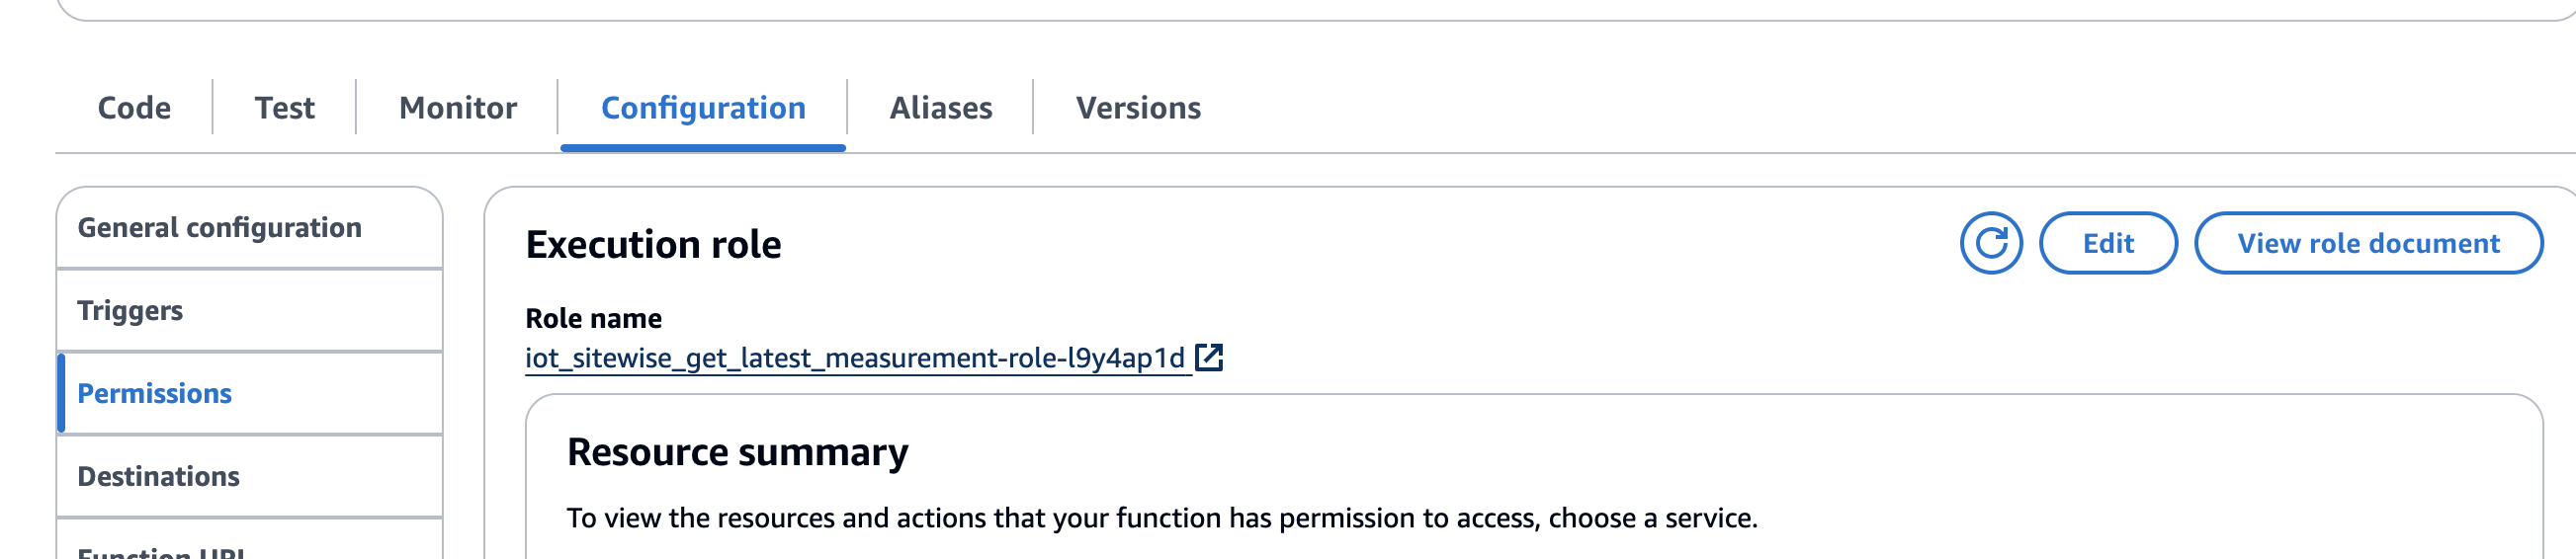 Code
Test
Monitor
Configuration
Aliases
Versions
General configuration
Triggers
Permissions
Destinations
Function URL
Execution role
Edit
View role document
Role name
iot_sitewise_get_latest_measurement-role-l9y4ap1d
Resource summary
To view the resources and actions that your function has permission to access, choose a service.